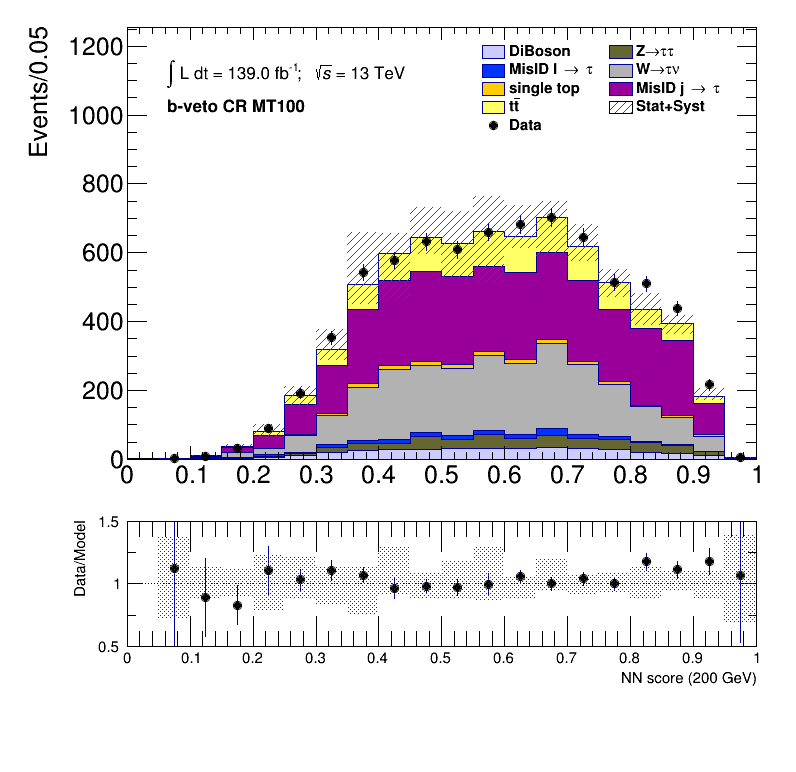 Events/0.05
1200
1000
800
600
400
200
0
∫ L dt = 139.0 fb⁻¹; √s = 13 TeV
b-veto CR MT100
DiBoson
MisID l → τ
single top
tt̄
Data
Z→ττ
W→τν
MisID j → τ
Stat+Syst
0 0.1 0.2 0.3 0.4 0.5 0.6 0.7 0.8 0.9 1
Data/Model
1.5
1
0.5
0 0.1 0.2 0.3 0.4 0.5 0.6 0.7 0.8 0.9 1
NN score (200 GeV)